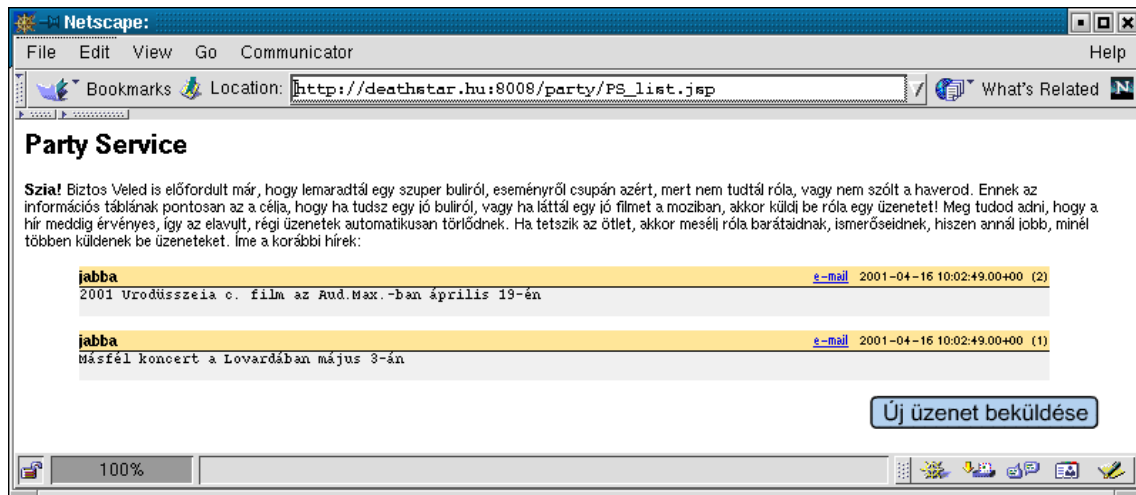 Netscape:
File Edit View Go Communicator Help
Bookmarks Location: http://deathstar.hu:8008/party/PS_list.jsp What's Related N
Party Service
Szia! Biztos Veled is előfordult már, hogy lemaradtál egy szuper buliról, eseményről csupán azért, mert nem tudtál róla, vagy nem szólt a haverod. Ennek az
információs táblának pontosan az a célja, hogy ha tudsz egy jó buliról, vagy ha láttál egy jó filmet a moziban, akkor küldj be róla egy üzenetet! Meg tudod adni, hogy a
hír meddig érvényes, így az elavult, régi üzenetek automatikusan törlődnek. Ha tetszik az ötlet, akkor mesélj róla barátaidnak, ismerőseidnek, hiszen annál jobb, minél
többen küldenek be üzeneteket. Íme a korábbi hírek:
jabba e-mail 2001-04-16 10:02:49.00+00 (2)
2001 Urodüsszeia c. film az Aud.Max.-ban április 19-én
jabba e-mail 2001-04-16 10:02:49.00+00 (1)
Másfél koncert a Lovardában május 3-án
Új üzenet beküldése
100%